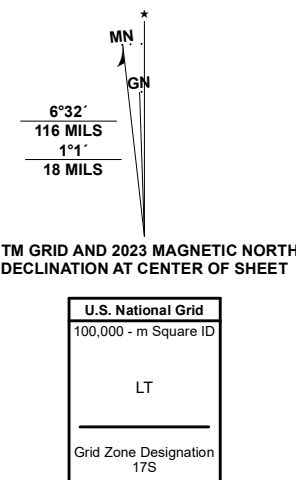 ★
MN
GN
6°32´
116 MILS
1°1´
18 MILS
TM GRID AND 2023 MAGNETIC NORTH
DECLINATION AT CENTER OF SHEET
U.S. National Grid
100,000 - m Square ID
LT
Grid Zone Designation
17S